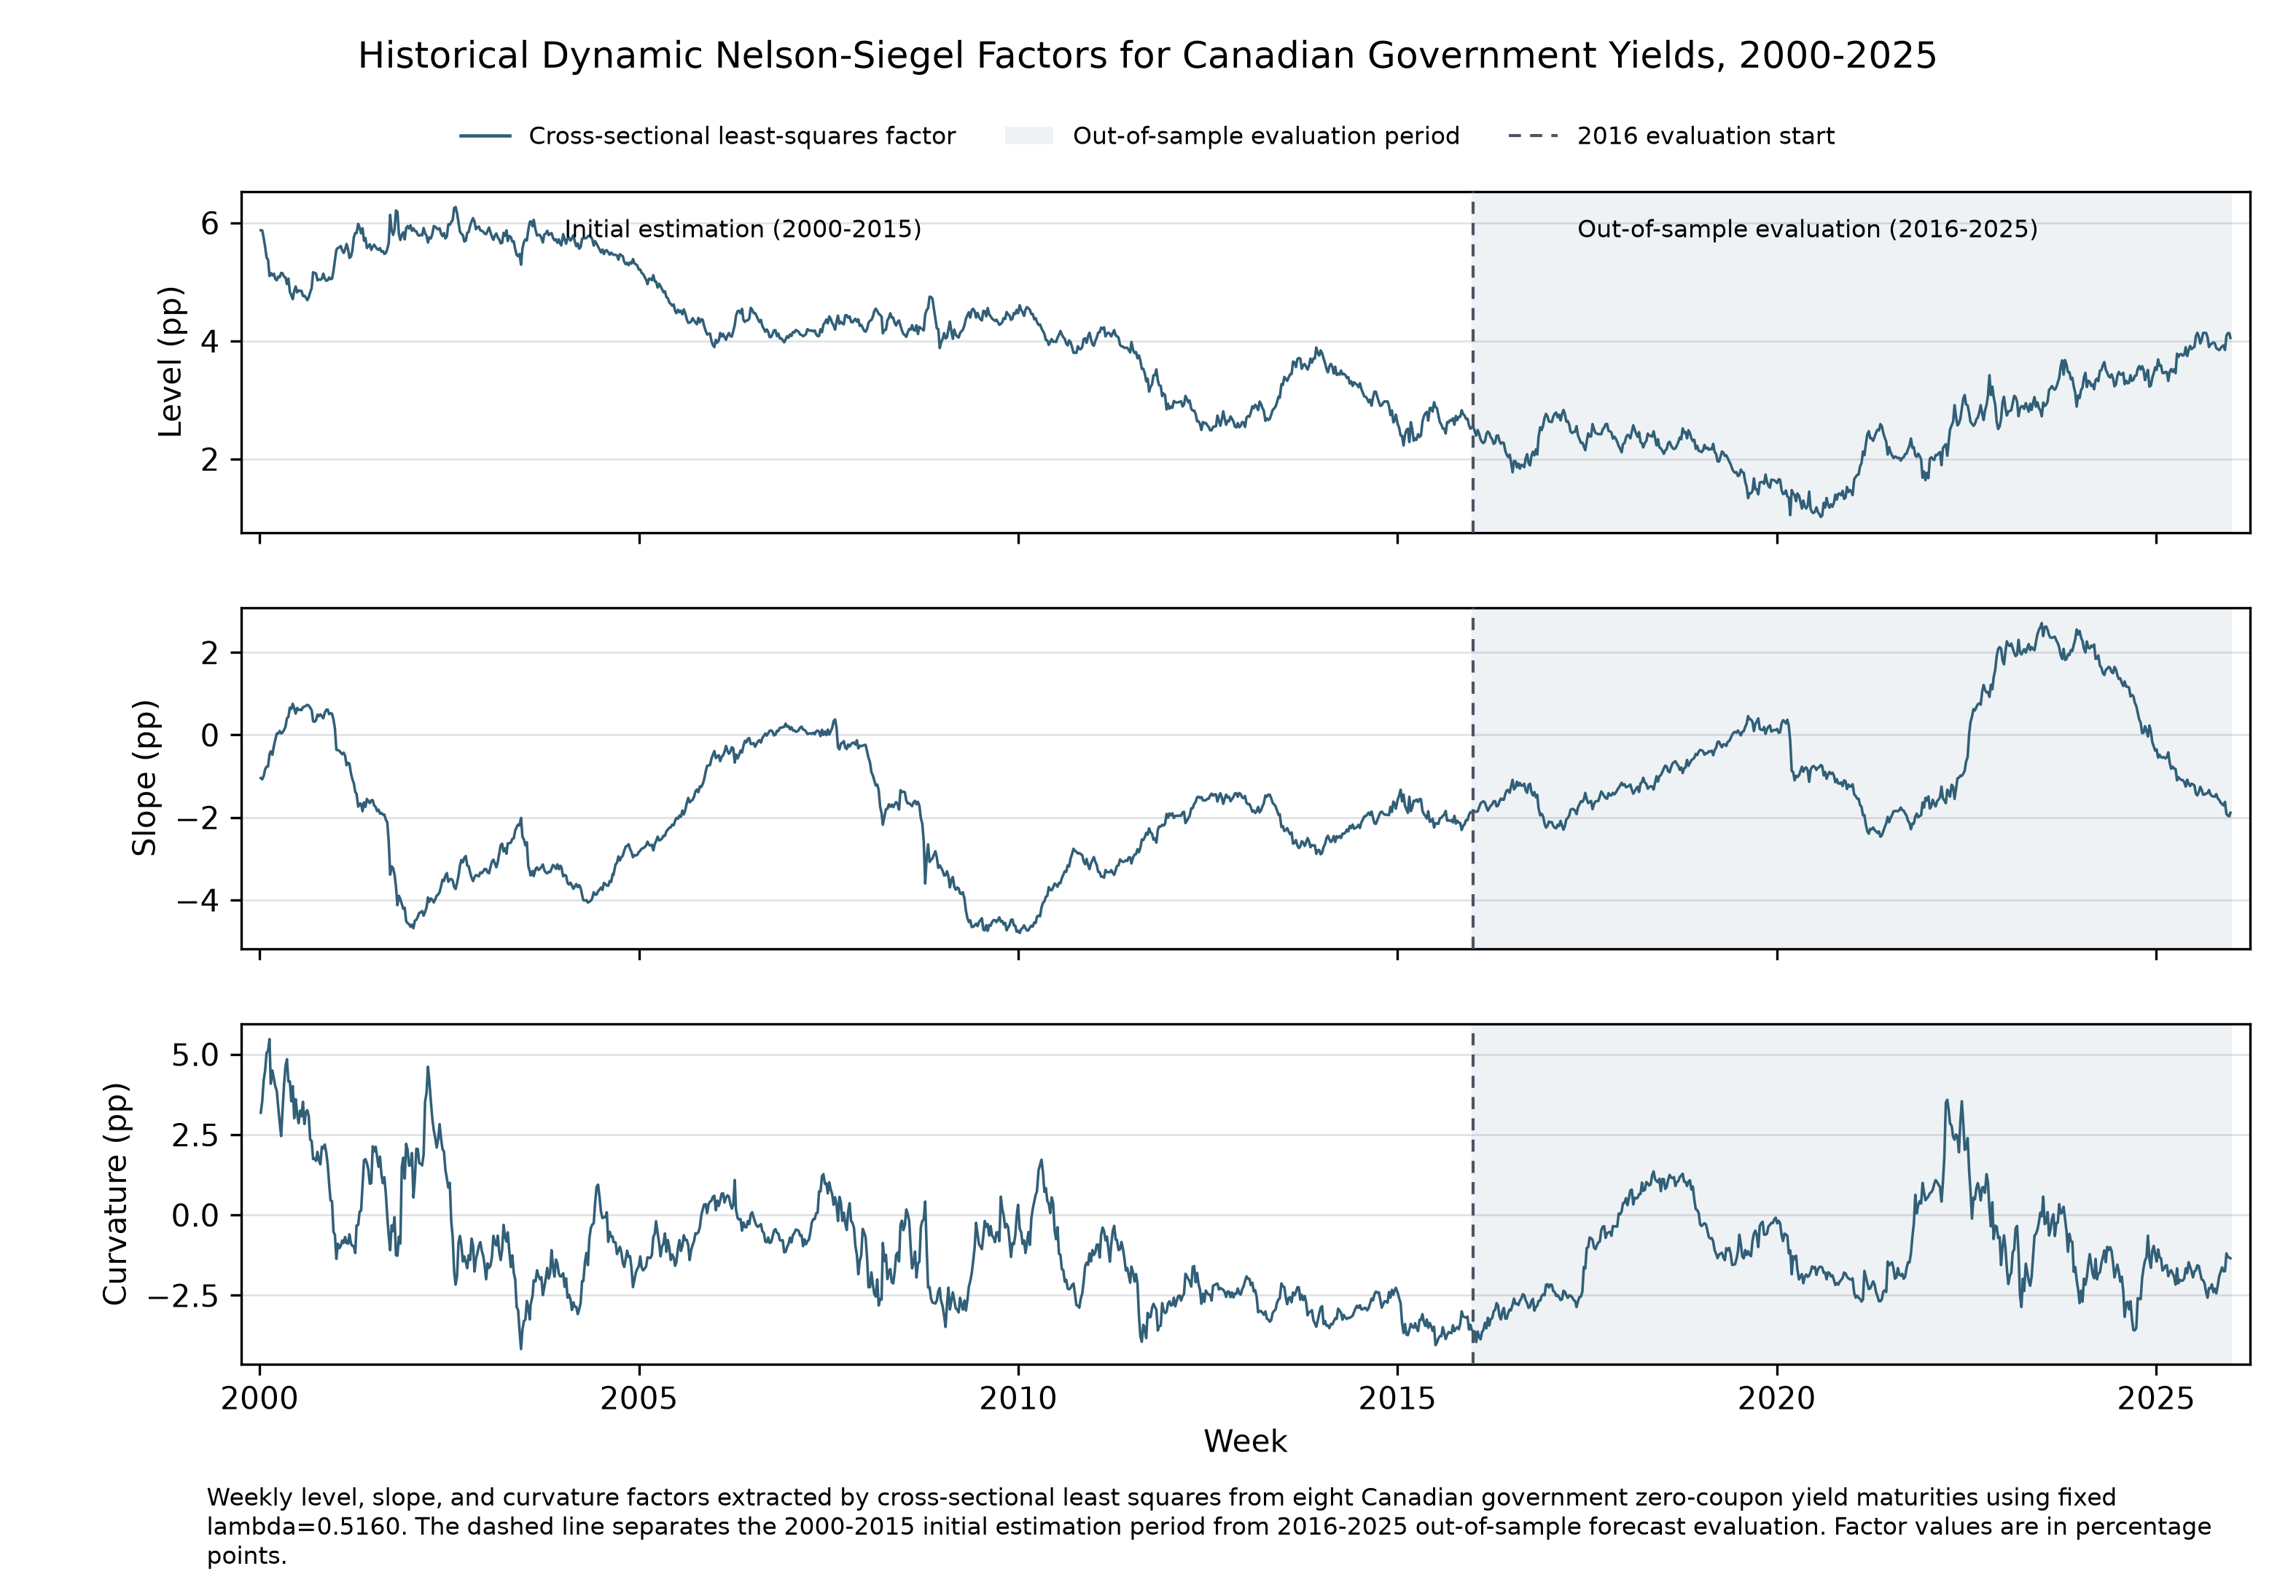 Historical Dynamic Nelson-Siegel Factors for Canadian Government Yields, 2000-2025
Cross-sectional least-squares factor
Out-of-sample evaluation period
2016 evaluation start
Initial estimation (2000-2015)
Out-of-sample evaluation (2016-2025)
Level (pp)
6
4
2
Slope (pp)
2
0
−2
−4
Curvature (pp)
5.0
2.5
0.0
−2.5
2000
2005
2010
2015
2020
2025
Week
Weekly level, slope, and curvature factors extracted by cross-sectional least squares from eight Canadian government zero-coupon yield maturities using fixed
lambda=0.5160. The dashed line separates the 2000-2015 initial estimation period from 2016-2025 out-of-sample forecast evaluation. Factor values are in percentage
points.